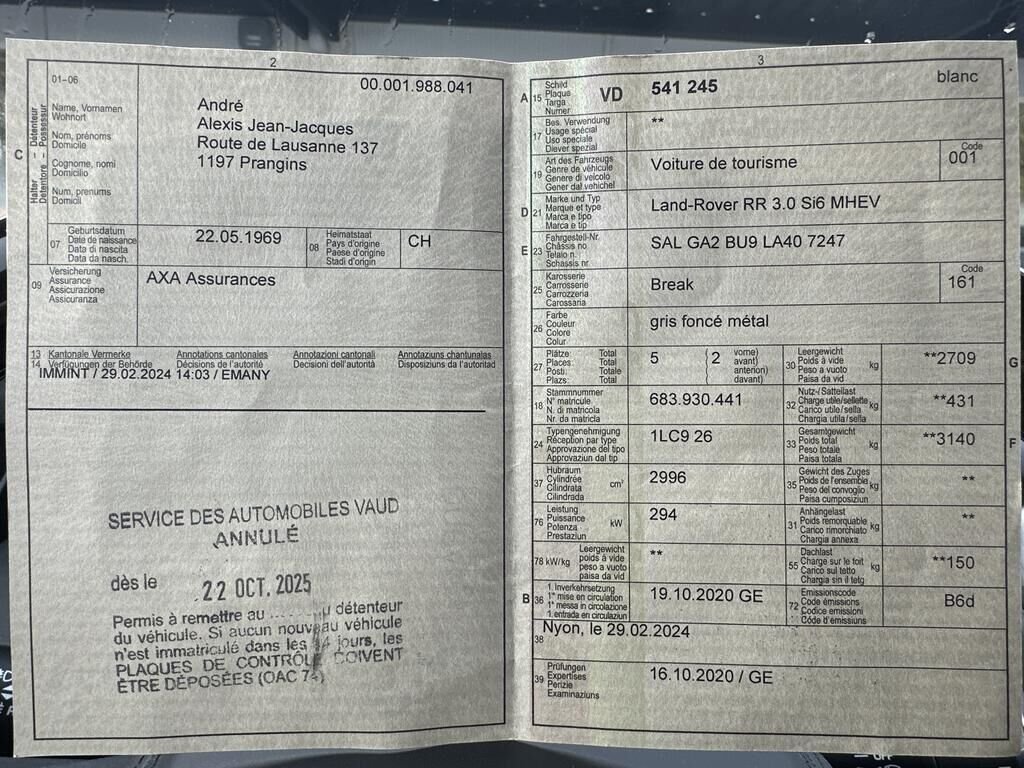 2
00.001.988.041
C
Halter - Détenteur
Detentore - Possessur
01–06
Name, Vornamen
Wohnort
Nom, prénoms
Domicile
Cognome, nomi
Domicilio
Num, prenums
Domicil
André
Alexis Jean-Jacques
Route de Lausanne 137
1197 Prangins
07
Geburtsdatum
Date de naissance
Data di nascita
Data da nasch.
22.05.1969
08
Heimatstaat
Pays d'origine
Paese d'origine
Stadi d'origin
CH
09
Versicherung
Assurance
Assicurazione
Assicuranza
AXA Assurances
13 Kantonale Vermerke Annotations cantonales Annotazioni cantonali Annotaziuns chantunalas
14 Verfügungen der Behörde Décisions de l'autorité Decisioni dell'autorità Disposiziuns da l'autoritad
IMMINT / 29.02.2024 14:03 / EMANY
SERVICE DES AUTOMOBILES VAUD
ANNULÉ
dès le 22 OCT. 2025
Permis à remettre au détenteur
du véhicule. Si aucun nouveau véhicule
n'est immatriculé dans les 14 jours, les
PLAQUES DE CONTRÔLE DOIVENT
ÊTRE DÉPOSÉES (OAC 74)
3
A 15
Schild
Plaque
Targa
Numer
VD 541 245 blanc
17
Bes. Verwendung
Usage spécial
Uso speciale
Diever spezial
**
19
Art des Fahrzeugs
Genre de véhicule
Genere di veicolo
Gener dal vehichel
Voiture de tourisme
Code
001
D 21
Marke und Typ
Marque et type
Marca e tipo
Marca e tip
Land-Rover RR 3.0 Si6 MHEV
E 23
Fahrgestell-Nr.
Châssis no
Telaio n.
Schassis nr.
SAL GA2 BU9 LA40 7247
25
Karosserie
Carrosserie
Carrozzeria
Carossaria
Break
Code
161
26
Farbe
Couleur
Colore
Colur
gris foncé métal
27
Plätze: Total
Places: Total
Posti: Totale
Plazs: Total
5
( 2
vorne)
avant)
anteriori)
davant)
30
Leergewicht
Poids à vide
Peso a vuoto
Paisa da vid
kg
**2709
G
18
Stammnummer
N° matricule
N. di matricola
Nr. da matricla
683.930.441
32
Nutz-/ Sattellast
Charge utile/sellette
Carico utile/sella
Chargia utila/sella
kg
**431
24
Typengenehmigung
Réception par type
Approvazione del tipo
Approvaziun dal tip
1LC9 26
33
Gesamtgewicht
Poids total
Peso totale
Paisa totala
kg
**3140
F
37
Hubraum
Cylindrée
Cilindrata
Cilindrada
cm³
2996
35
Gewicht des Zuges
Poids de l'ensemble
Peso del convoglio
Paisa cumposiziun
kg
**
76
Leistung
Puissance
Potenza
Prestaziun
kW
294
31
Anhängelast
Poids remorquable
Carico rimorchiato
Chargia annexa
kg
**
78 kW/kg
Leergewicht
poids à vide
peso a vuoto
paisa da vid
**
55
Dachlast
Charge sur le toit
Carico sul tetto
Chargia sin il tetg
kg
**150
B 36
1. Inverkehrsetzung
1re mise en circulation
1a messa in circolazione
1. entrada en circulaziun
19.10.2020 GE
72
Emissionscode
Code émissions
Codice emissioni
Code d'emissiuns
B6d
38
Nyon, le 29.02.2024
39
Prüfungen
Expertises
Perizie
Examinaziuns
16.10.2020 / GE
OFF